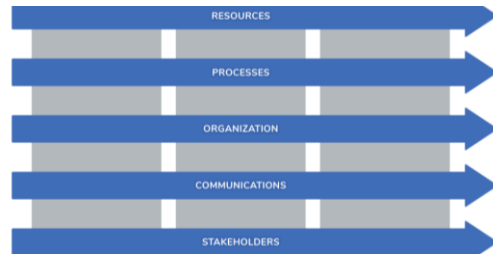 RESOURCES
PROCESSES
ORGANIZATION
COMMUNICATIONS
STAKEHOLDERS